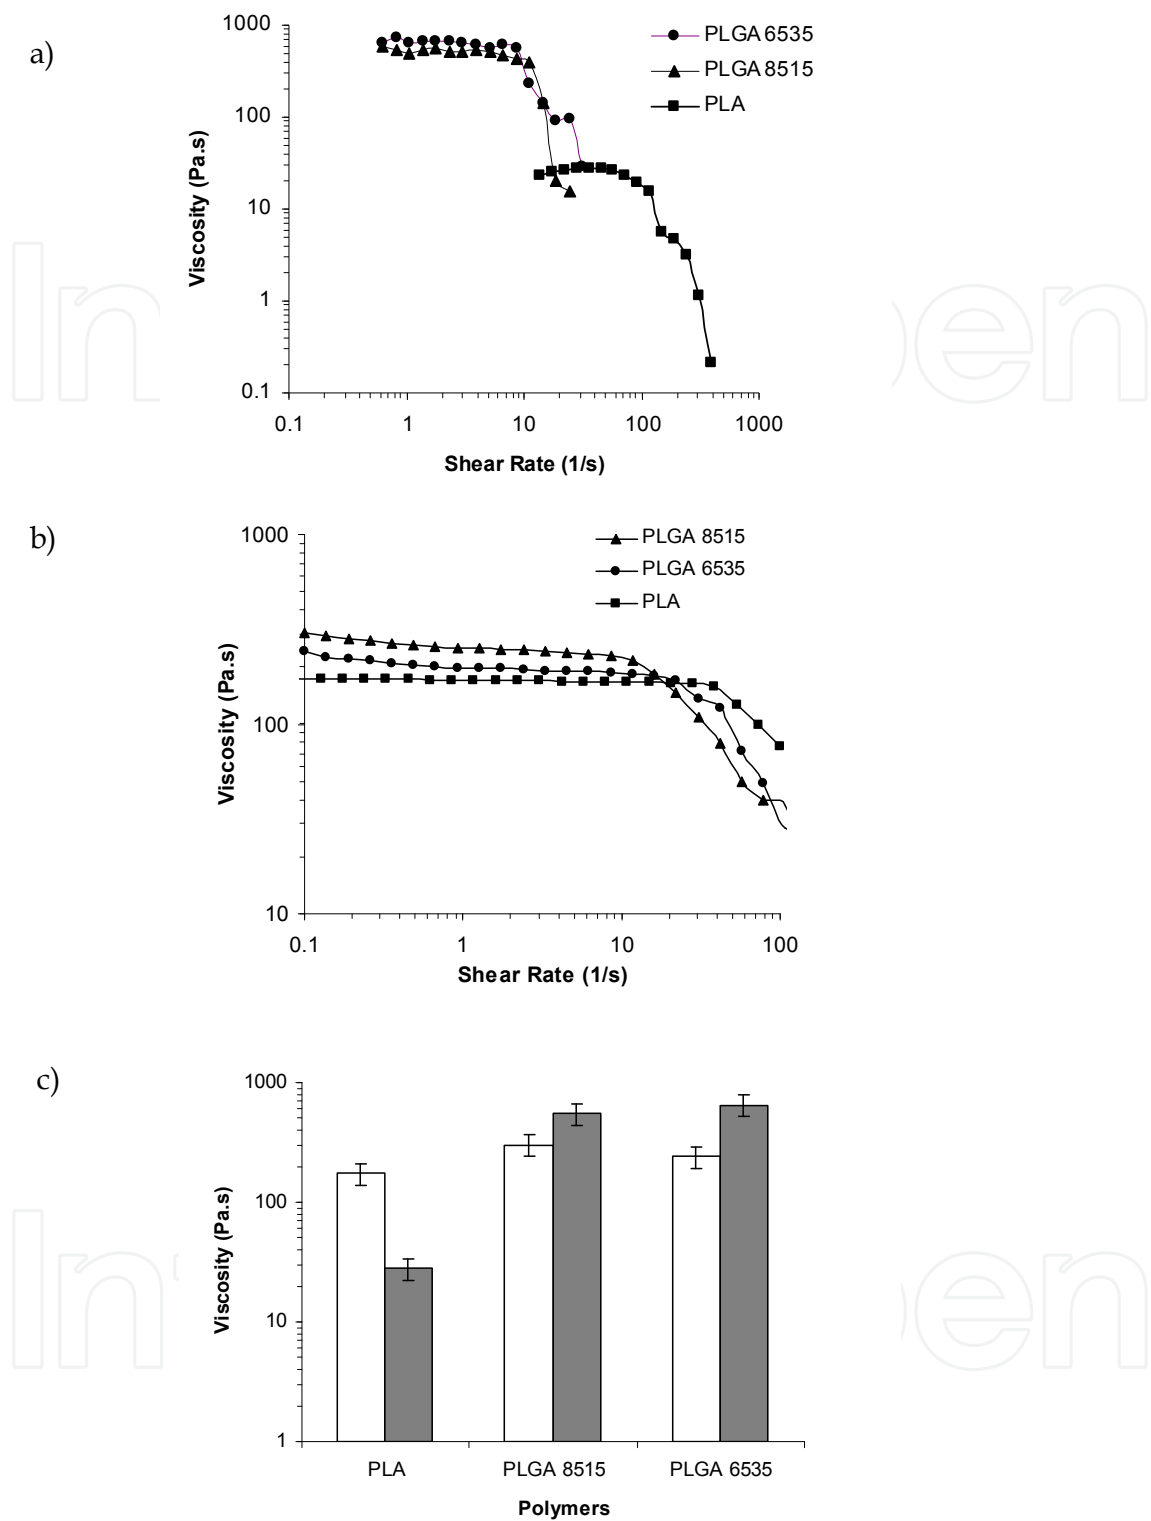 a)
1000
100
10
1
0.1
Viscosity (Pa.s)
PLGA 6535
PLGA 8515
PLA
0.1 1 10 100 1000
Shear Rate (1/s)
b)
1000
100
10
Viscosity (Pa.s)
PLGA 8515
PLGA 6535
PLA
0.1 1 10 100
Shear Rate (1/s)
c)
1000
100
10
1
Viscosity (Pa.s)
PLA PLGA 8515 PLGA 6535
Polymers